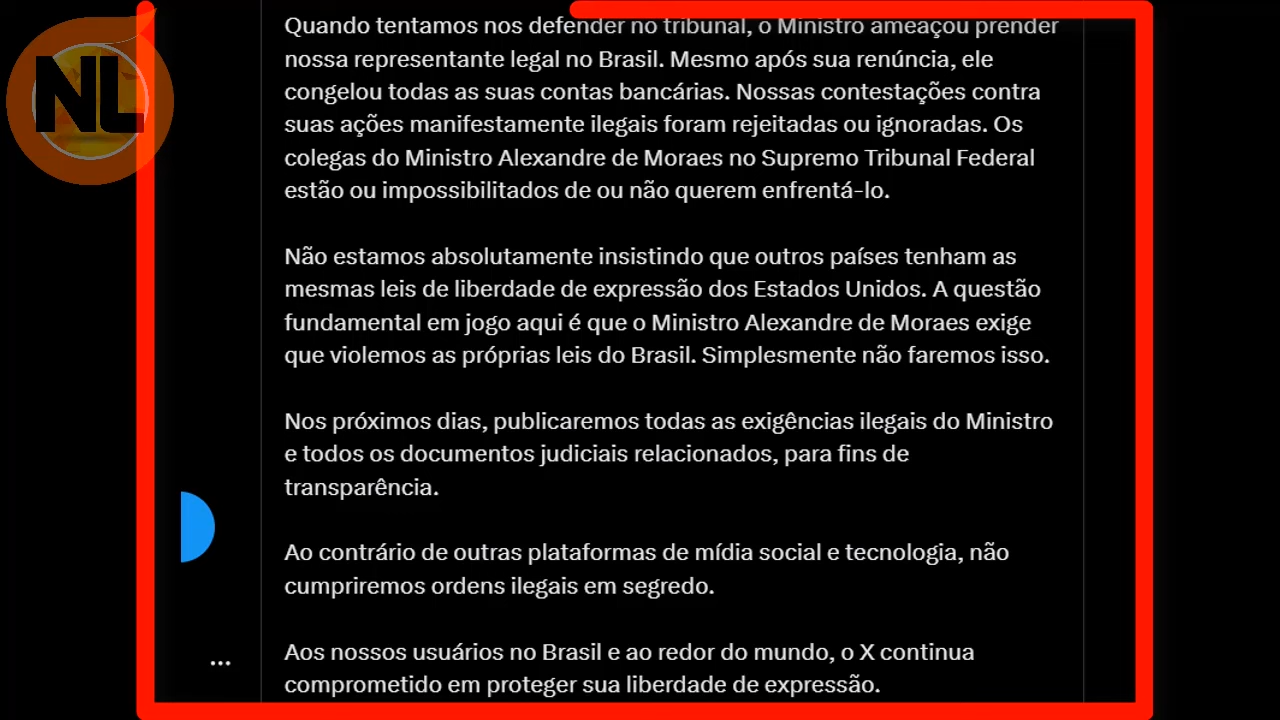 NL
Quando tentamos nos defender no tribunal, o Ministro ameaçou prender
nossa representante legal no Brasil. Mesmo após sua renúncia, ele
congelou todas as suas contas bancárias. Nossas contestações contra
suas ações manifestamente ilegais foram rejeitadas ou ignoradas. Os
colegas do Ministro Alexandre de Moraes no Supremo Tribunal Federal
estão ou impossibilitados de ou não querem enfrentá-lo.
Não estamos absolutamente insistindo que outros países tenham as
mesmas leis de liberdade de expressão dos Estados Unidos. A questão
fundamental em jogo aqui é que o Ministro Alexandre de Moraes exige
que violemos as próprias leis do Brasil. Simplesmente não faremos isso.
Nos próximos dias, publicaremos todas as exigências ilegais do Ministro
e todos os documentos judiciais relacionados, para fins de
transparência.
Ao contrário de outras plataformas de mídia social e tecnologia, não
cumpriremos ordens ilegais em segredo.
Aos nossos usuários no Brasil e ao redor do mundo, o X continua
comprometido em proteger sua liberdade de expressão.